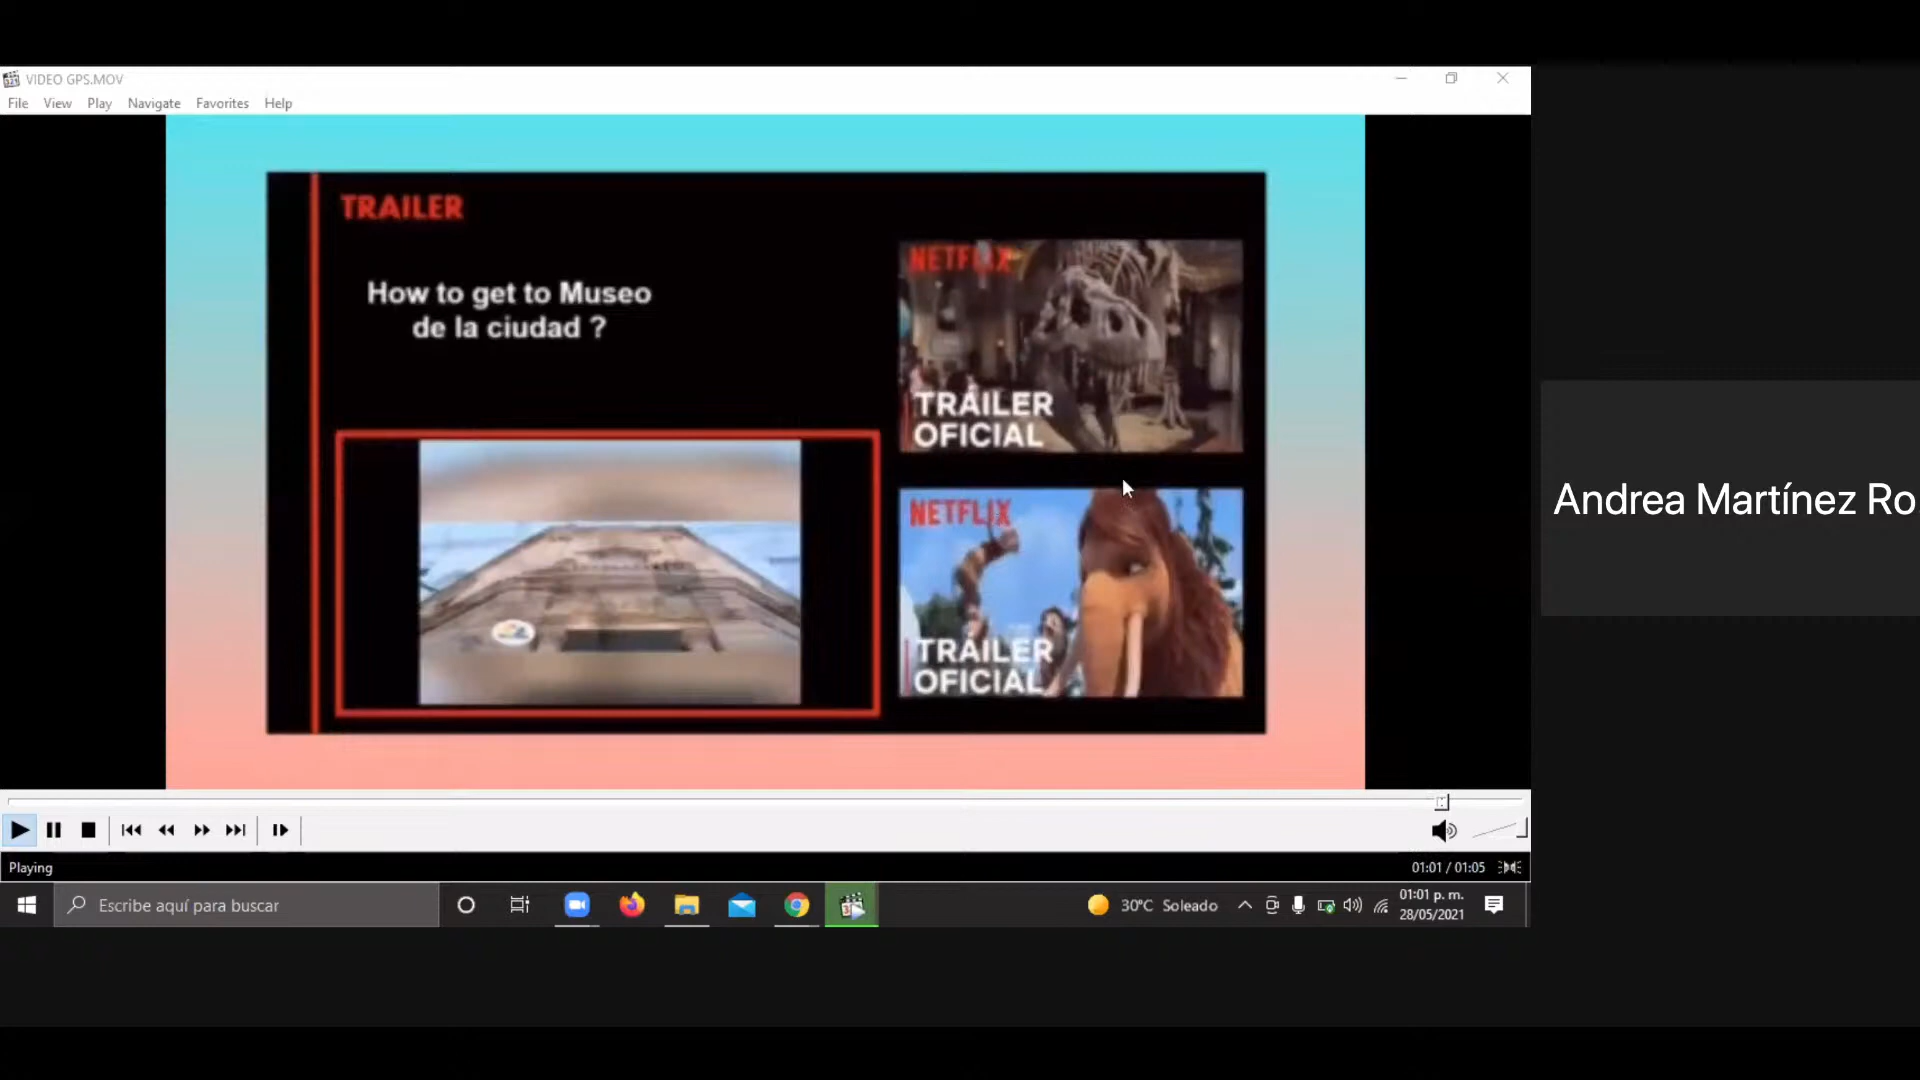 VIDEO GPS.MOV
File View Play Navigate Favorites Help
TRAILER
How to get to Museo
de la ciudad ?
NETFLIX
TRÁILER
OFICIAL
NETFLIX
TRÁILER
OFICIAL
Andrea Martínez Ro
Playing
01:01 / 01:05
Escribe aquí para buscar
30°C Soleado
01:01 p. m.
28/05/2021